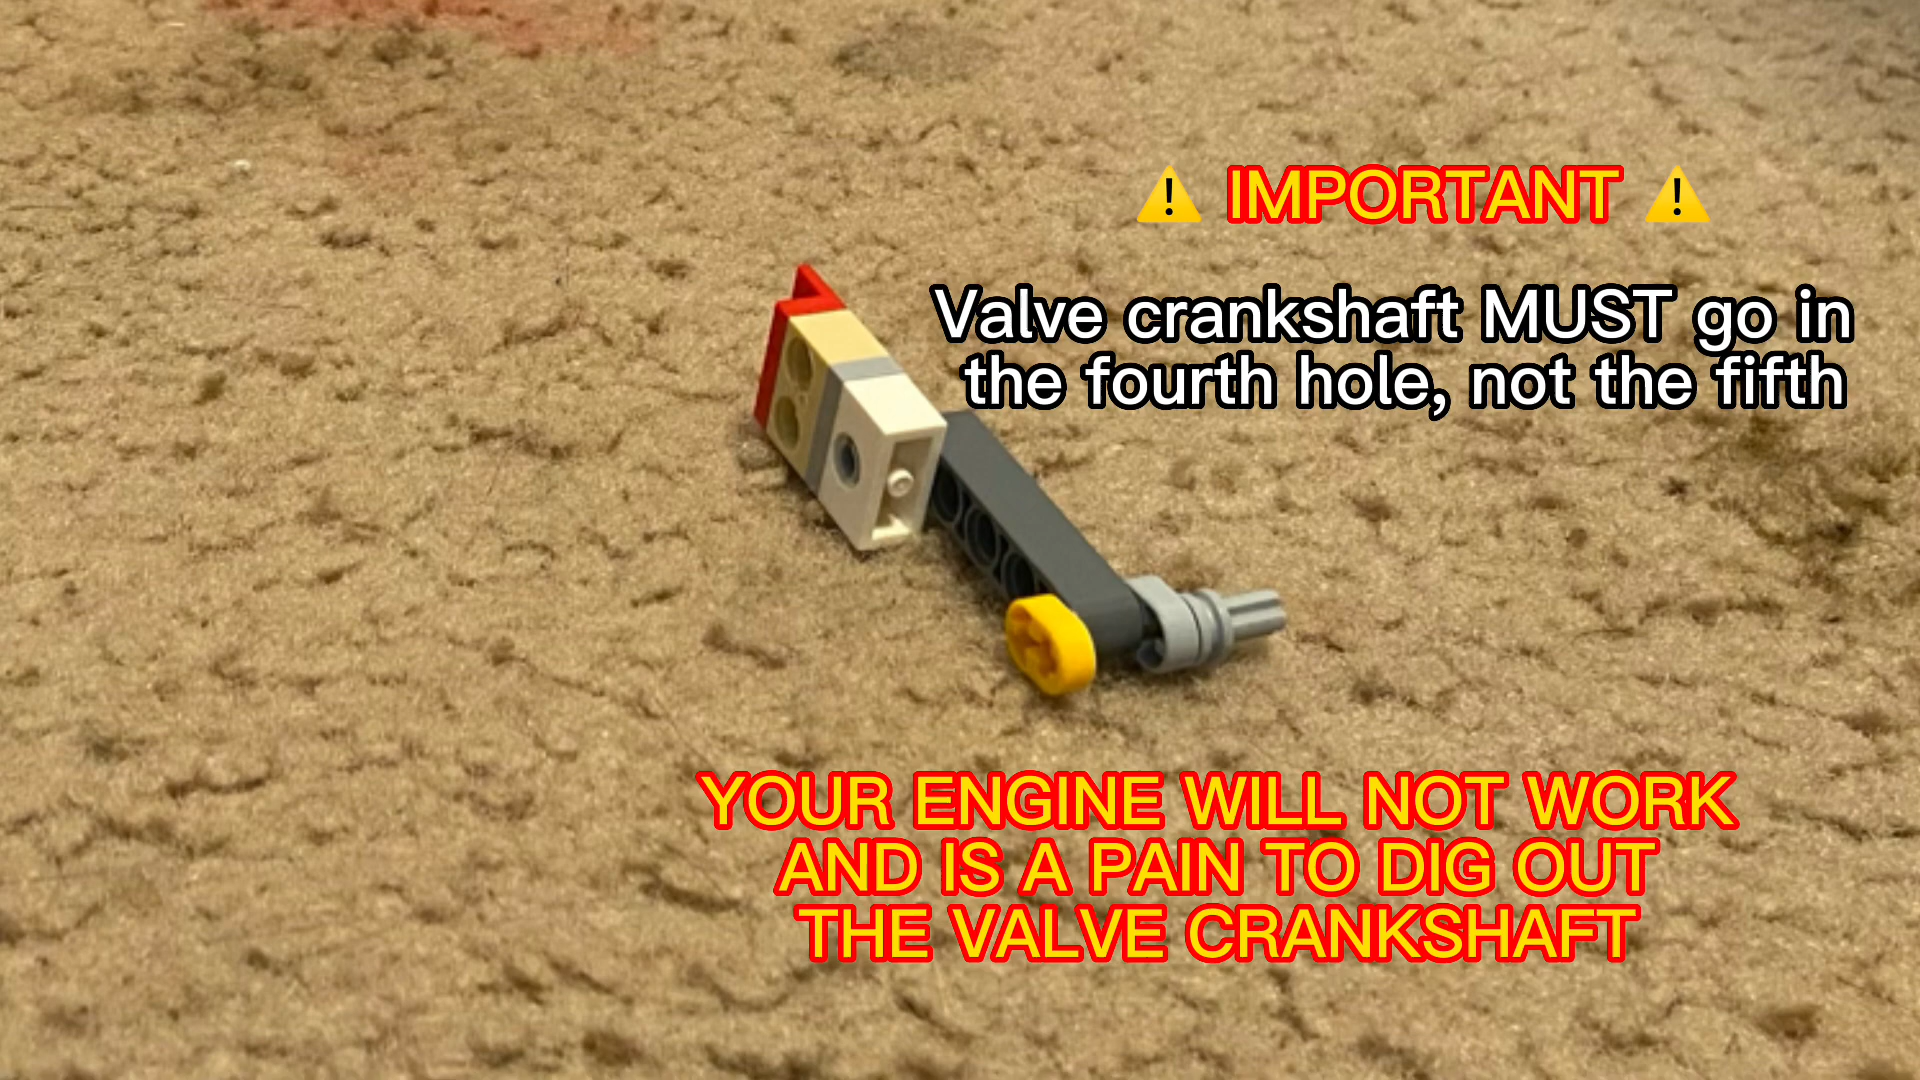 ⚠️ IMPORTANT ⚠️
Valve crankshaft MUST go in
the fourth hole, not the fifth
YOUR ENGINE WILL NOT WORK
AND IS A PAIN TO DIG OUT
THE VALVE CRANKSHAFT